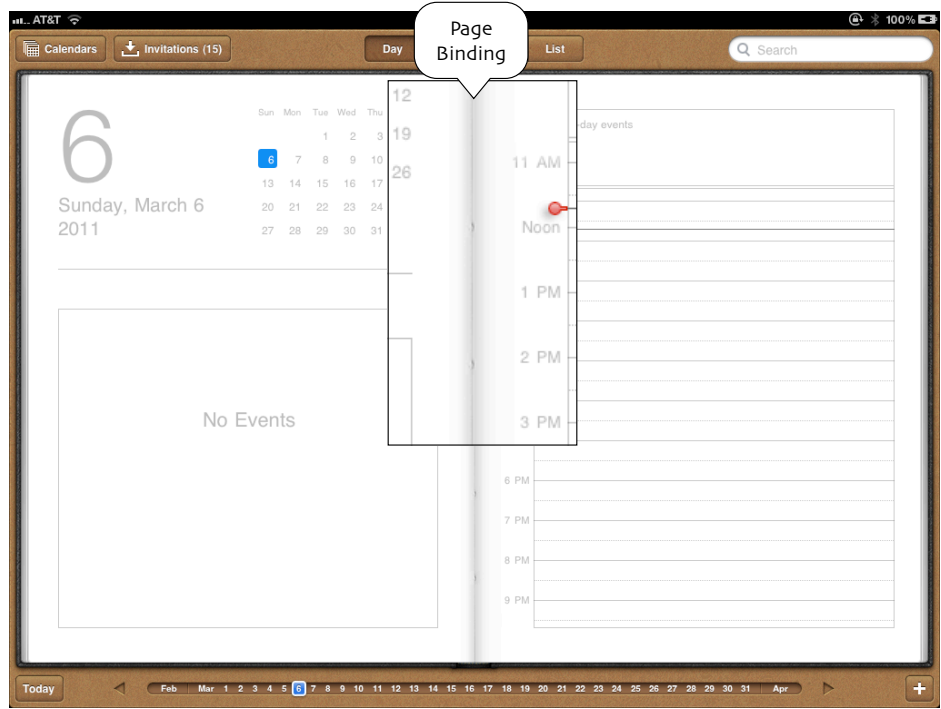 AT&T 100%
Page
Binding
Calendars Invitations (15) Day List Search
6
Sunday, March 6
2011
Sun Mon Tue Wed Thu
1 2 3
6 7 8 9 10
13 14 15 16 17
20 21 22 23 24
27 28 29 30 31
No Events
12
19
26
-day events
11 AM
Noon
1 PM
2 PM
3 PM
6 PM
7 PM
8 PM
9 PM
Today Feb Mar 1 2 3 4 5 6 7 8 9 10 11 12 13 14 15 16 17 18 19 20 21 22 23 24 25 26 27 28 29 30 31 Apr +